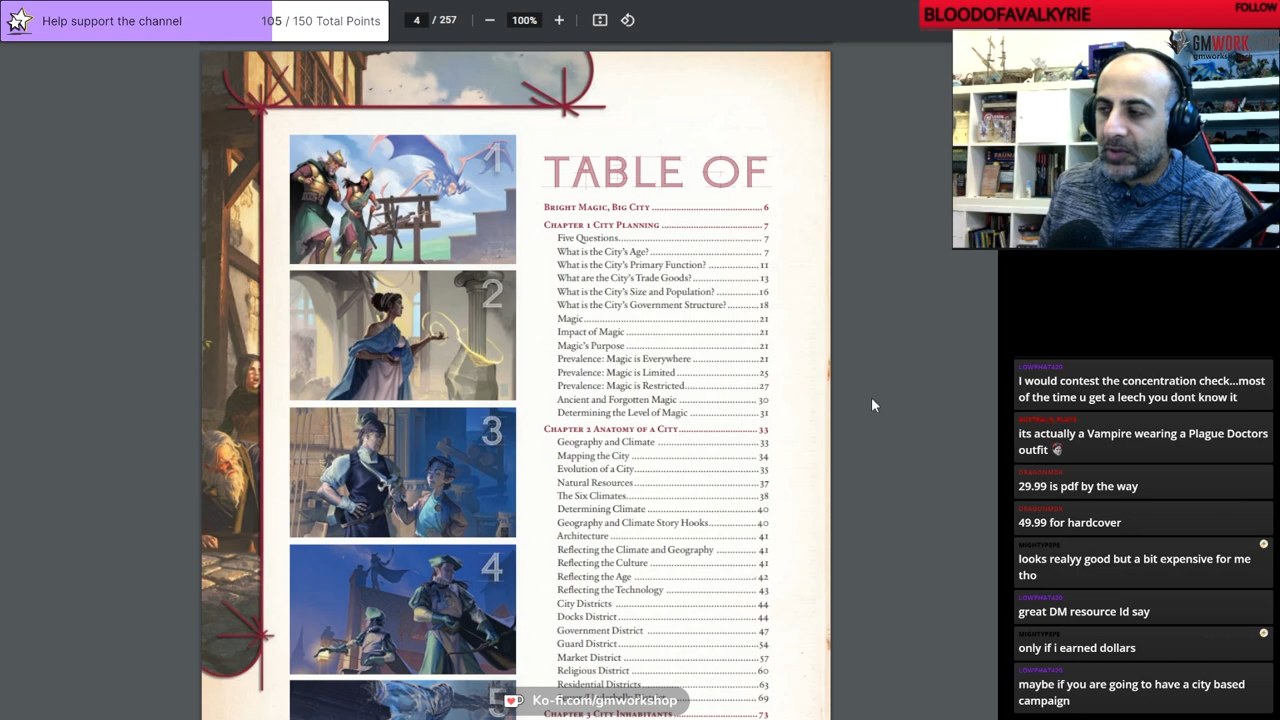 Help support the channel
105 / 150 Total Points
4 / 257
100%
BLOODOFAVALKYRIE
FOLLOW
GMWORK
1
2
3
4
5
TABLE OF
BRIGHT MAGIC, BIG CITY 6
CHAPTER 1 CITY PLANNING 7
Five Questions 7
What is the City's Age? 7
What is the City's Primary Function? 11
What are the City's Trade Goods? 13
What is the City's Size and Population? 16
What is the City's Government Structure? 18
Magic 21
Impact of Magic 21
Magic's Purpose 21
Prevalence: Magic is Everywhere 21
Prevalence: Magic is Limited 25
Prevalence: Magic is Restricted 27
Ancient and Forgotten Magic 30
Determining the Level of Magic 31
CHAPTER 2 ANATOMY OF A CITY 33
Geography and Climate 33
Mapping the City 34
Evolution of a City 35
Natural Resources 37
The Six Climates 38
Determining Climate 40
Geography and Climate Story Hooks 40
Architecture 41
Reflecting the Climate and Geography 41
Reflecting the Culture 41
Reflecting the Age 42
Reflecting the Technology 43
City Districts 44
Docks District 44
Government District 47
Guard District 54
Market District 57
Religious District 60
Residential Districts 63
69
CHAPTER 3 CITY INHABITANTS 73
Ko-fi.com/gmworkshop
LOWPHAT420
I would contest the concentration check...most
of the time u get a leech you dont know it
its actually a Vampire wearing a Plague Doctors
outfit
29.99 is pdf by the way
49.99 for hardcover
MIGHTYPEPE
looks realyy good but a bit expensive for me
tho
LOWPHAT420
great DM resource Id say
MIGHTYPEPE
only if i earned dollars
LOWPHAT420
maybe if you are going to have a city based
campaign